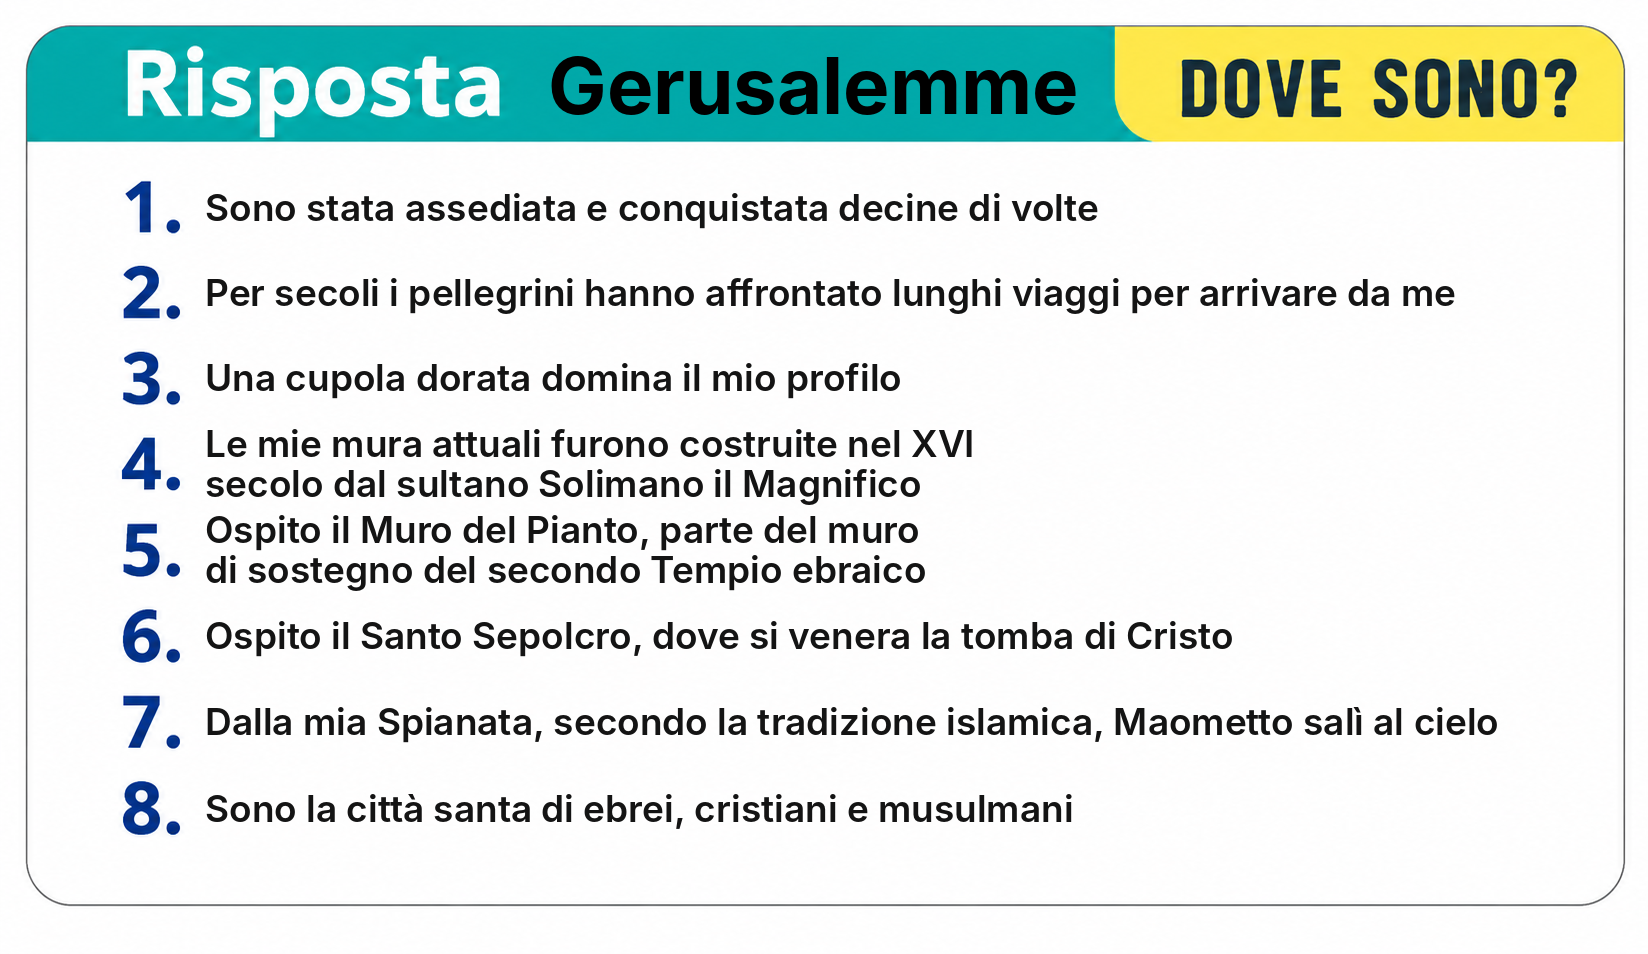 Risposta Gerusalemme DOVE SONO?
1. Sono stata assediata e conquistata decine di volte
2. Per secoli i pellegrini hanno affrontato lunghi viaggi per arrivare da me
3. Una cupola dorata domina il mio profilo
4. Le mie mura attuali furono costruite nel XVI
secolo dal sultano Solimano il Magnifico
5. Ospito il Muro del Pianto, parte del muro
di sostegno del secondo Tempio ebraico
6. Ospito il Santo Sepolcro, dove si venera la tomba di Cristo
7. Dalla mia Spianata, secondo la tradizione islamica, Maometto salì al cielo
8. Sono la città santa di ebrei, cristiani e musulmani